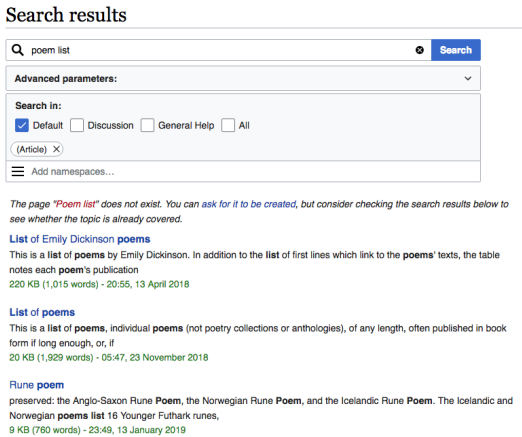 Search results
poem list
Search
Advanced parameters:
Search in:
Default
Discussion
General Help
All
(Article)
Add namespaces…
The page "Poem list" does not exist. You can ask for it to be created, but consider checking the search results below to
see whether the topic is already covered.
List of Emily Dickinson poems
This is a list of poems by Emily Dickinson. In addition to the list of first lines which link to the poems' texts, the table
notes each poem's publication
220 KB (1,015 words) - 20:55, 13 April 2018
List of poems
This is a list of poems, individual poems (not poetry collections or anthologies), of any length, often published in book
form if long enough, or, if
20 KB (1,929 words) - 05:47, 23 November 2018
Rune poem
preserved: the Anglo-Saxon Rune Poem, the Norwegian Rune Poem, and the Icelandic Rune Poem. The Icelandic and
Norwegian poems list 16 Younger Futhark runes,
9 KB (760 words) - 23:49, 13 January 2019